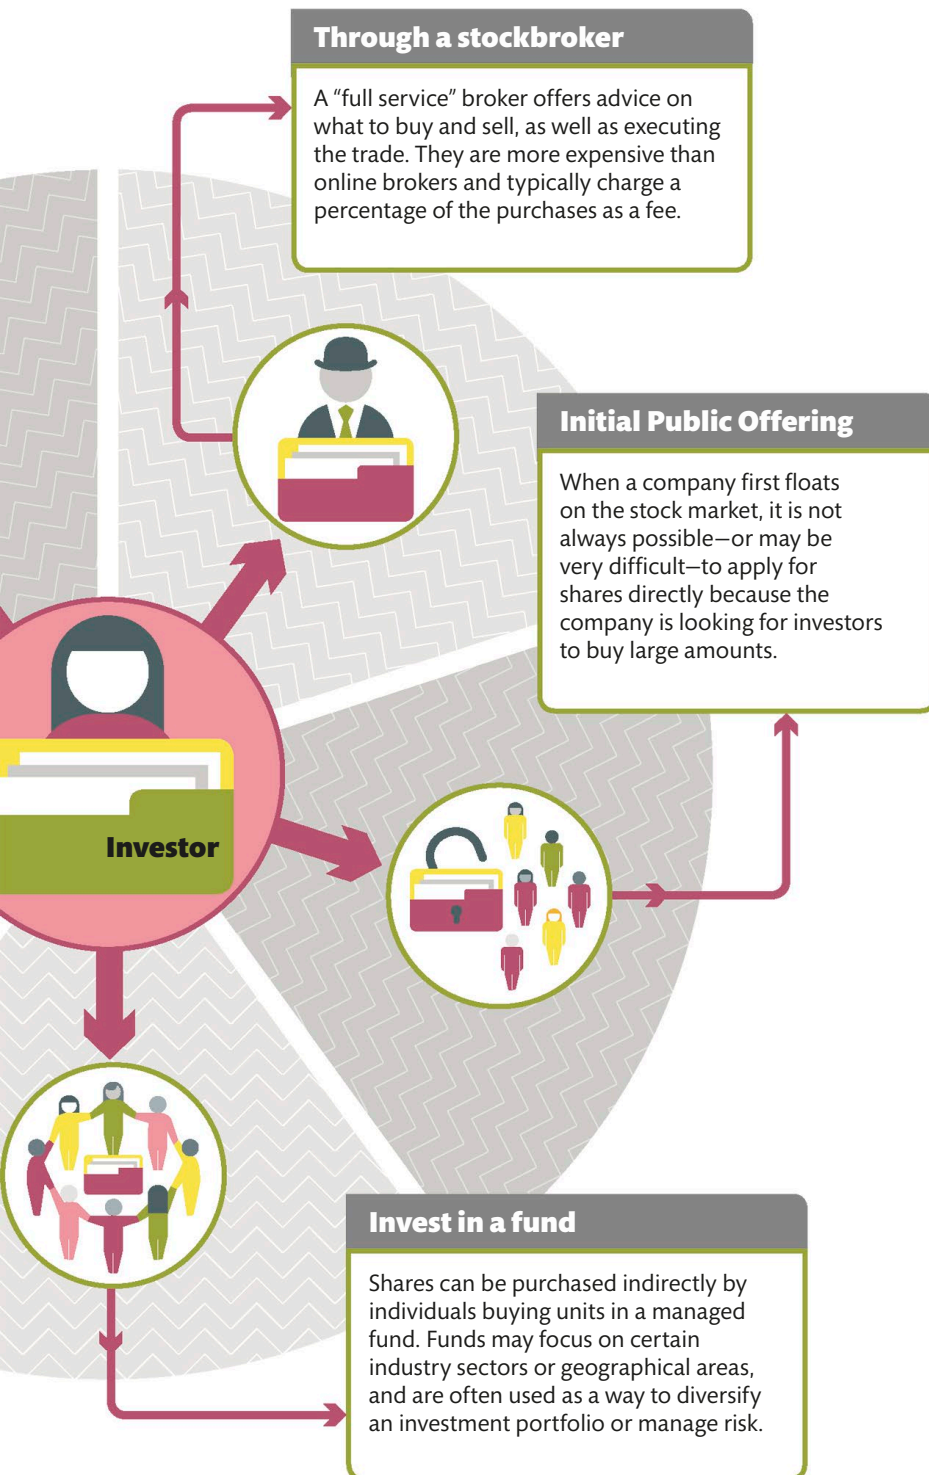 Through a stockbroker
A “full service” broker offers advice on
what to buy and sell, as well as executing
the trade. They are more expensive than
online brokers and typically charge a
percentage of the purchases as a fee.
Initial Public Offering
When a company first floats
on the stock market, it is not
always possible—or may be
very difficult—to apply for
shares directly because the
company is looking for investors
to buy large amounts.
Investor
Invest in a fund
Shares can be purchased indirectly by
individuals buying units in a managed
fund. Funds may focus on certain
industry sectors or geographical areas,
and are often used as a way to diversify
an investment portfolio or manage risk.